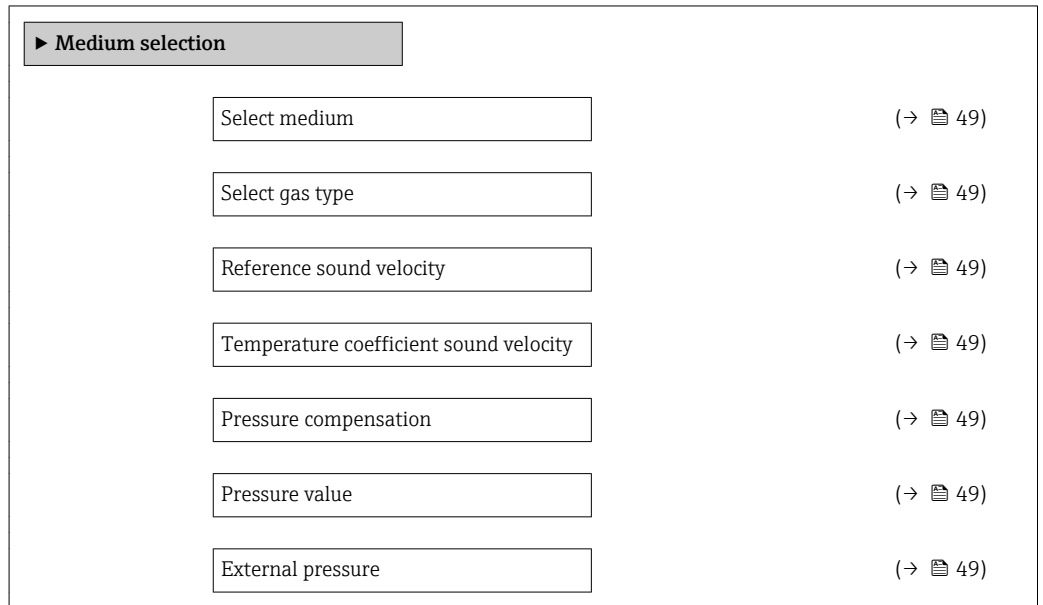 ▶ Medium selection
Select medium (→ 🖹 49)
Select gas type (→ 🖹 49)
Reference sound velocity (→ 🖹 49)
Temperature coefficient sound velocity (→ 🖹 49)
Pressure compensation (→ 🖹 49)
Pressure value (→ 🖹 49)
External pressure (→ 🖹 49)